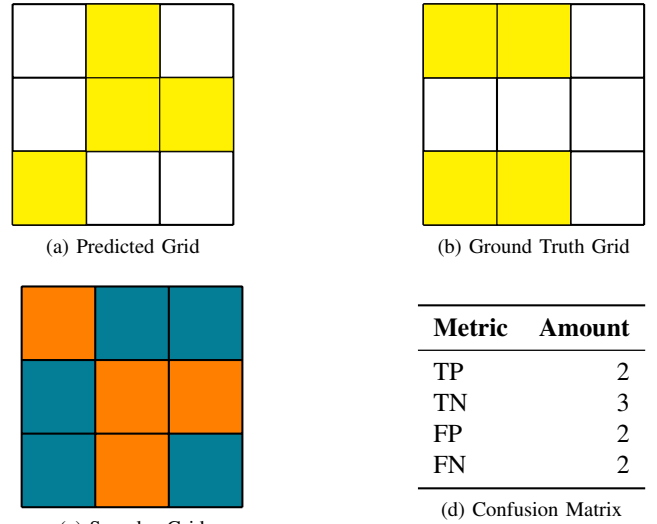 (a) Predicted Grid
(b) Ground Truth Grid
Metric Amount
TP 2
TN 3
FP 2
FN 2
(d) Confusion Matrix